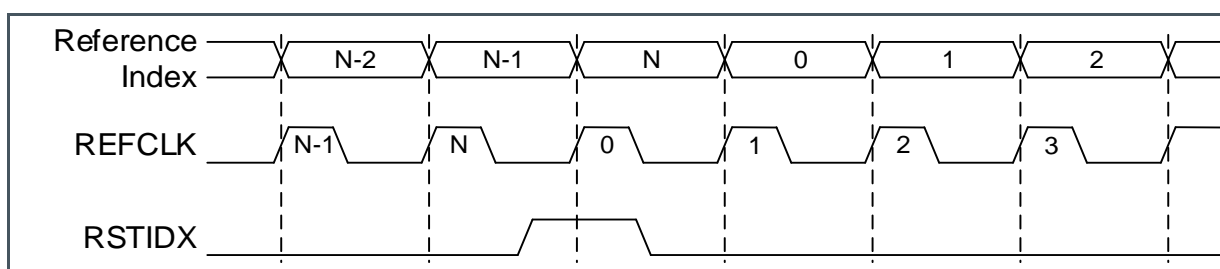 Reference
Index
N-2 N-1 N 0 1 2
REFCLK
N-1 N 0 1 2 3
RSTIDX